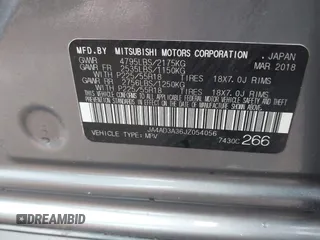 MFD.BY MITSUBISHI MOTORS CORPORATION, JAPAN
GVWR 4795LBS/2175KG MAR 2018
GAWR FR 2535LBS/1150KG
WITH P225/55R18 TIRES 18X7.0J RIMS
GAWR RR 2756LBS/1250KG
WITH P225/55R18 TIRES 18X7.0J RIMS
JA4AD3A36JZ054056
VEHICLE TYPE: MPV 7430C 266
DREAMBID